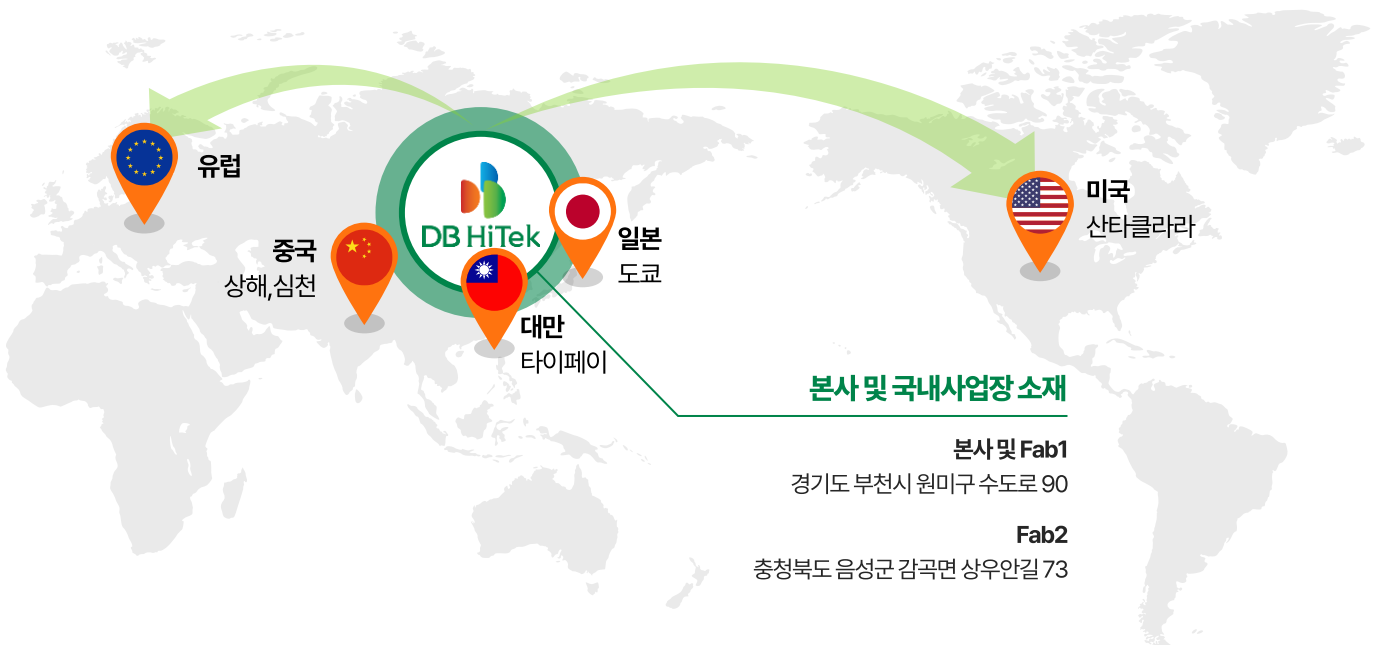 유럽
DB HiTek
중국
상해,심천
일본
도쿄
대만
타이페이
미국
산타클라라
본사 및 국내사업장 소재
본사 및 Fab1
경기도 부천시 원미구 수도로 90
Fab2
충청북도 음성군 감곡면 상우안길 73